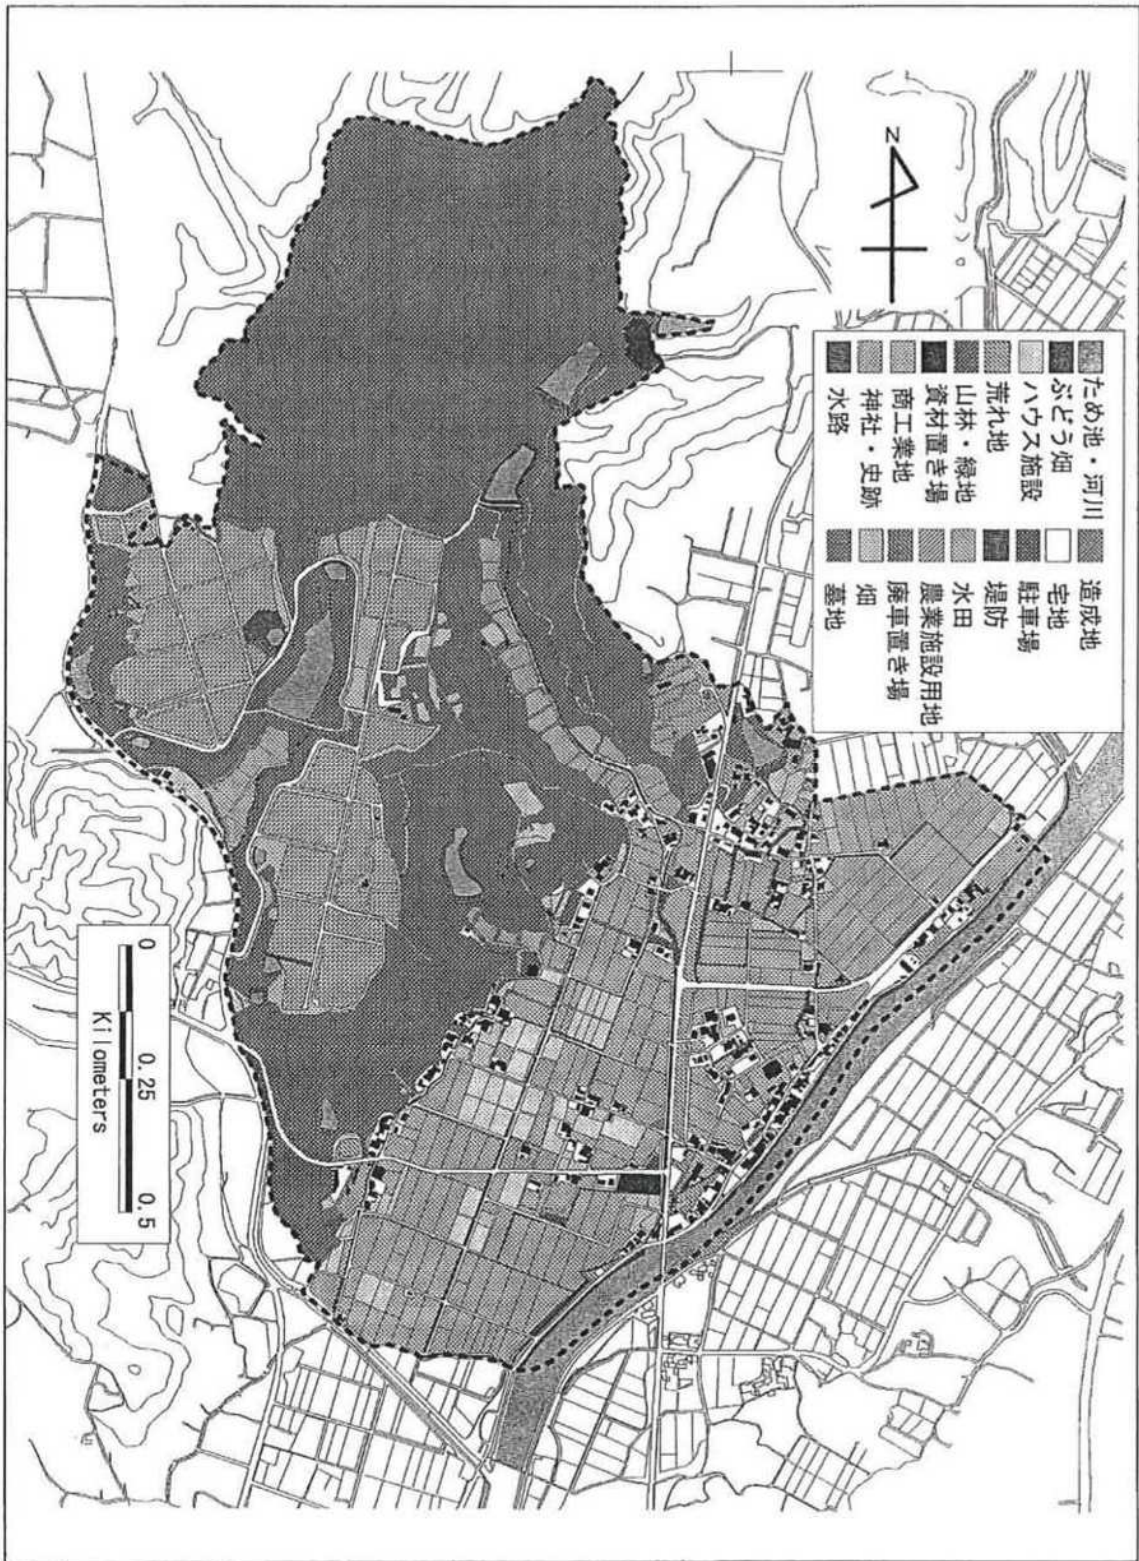 N
ため池・河川
ぶどう畑
ハウス施設
荒れ地
山林・緑地
資材置き場
商工業地
神社・史跡
水路
造成地
宅地
駐車場
堤防
水田
農業施設用地
廃車置き場
畑
墓地
0 0.25 0.5
Kilometers